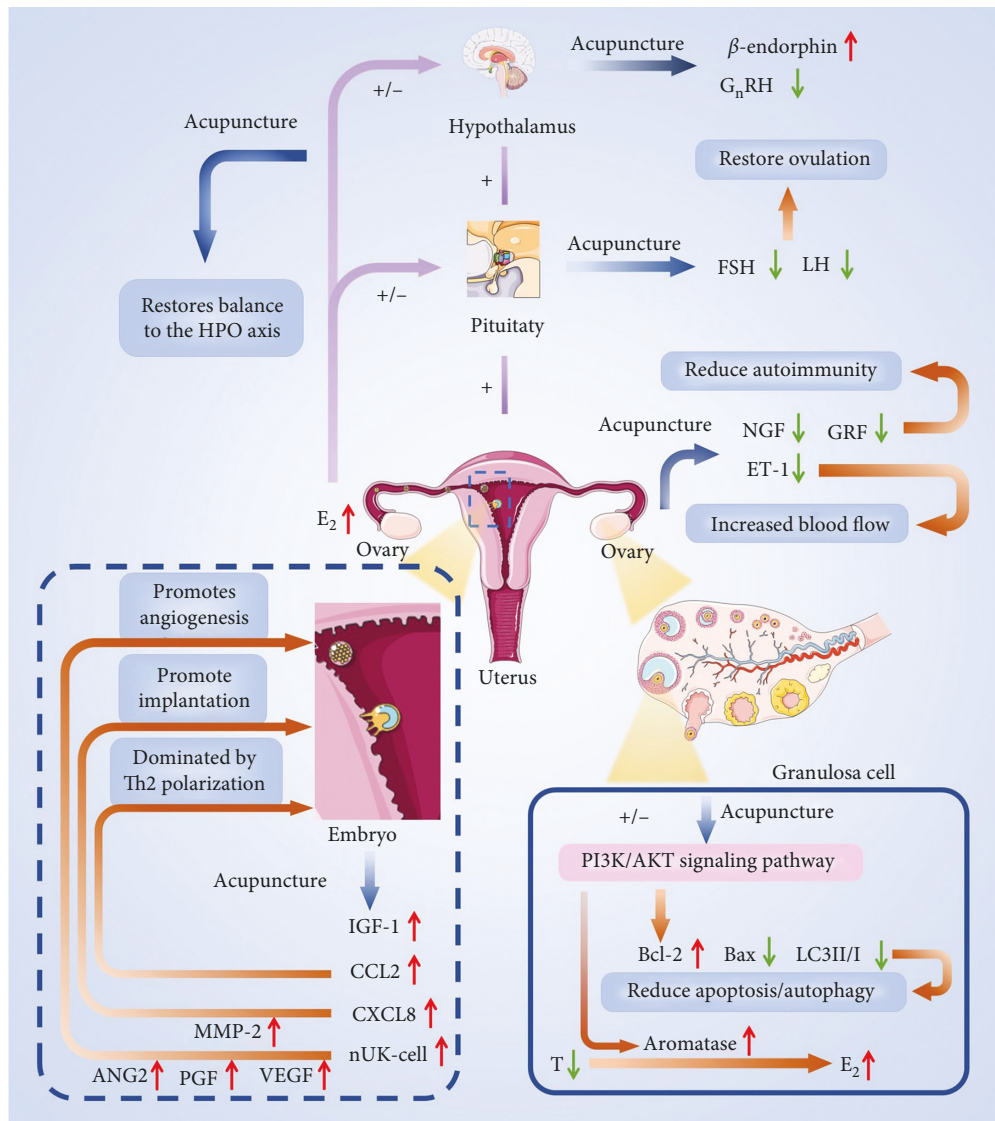 Acupuncture
β-endorphin
GnRH
+/–
Hypothalamus
Acupuncture
Restores balance
to the HPO axis
+
Restore ovulation
Acupuncture
FSH
LH
+/–
Pituitaty
+
Reduce autoimmunity
Acupuncture
NGF
GRF
ET-1
Increased blood flow
E2
Ovary
Ovary
Uterus
Promotes
angiogenesis
Promote
implantation
Dominated by
Th2 polarization
Embryo
Acupuncture
IGF-1
CCL2
CXCL8
MMP-2
nUK-cell
ANG2
PGF
VEGF
Granulosa cell
+/–
Acupuncture
PI3K/AKT signaling pathway
Bcl-2
Bax
LC3II/I
Reduce apoptosis/autophagy
Aromatase
T
E2